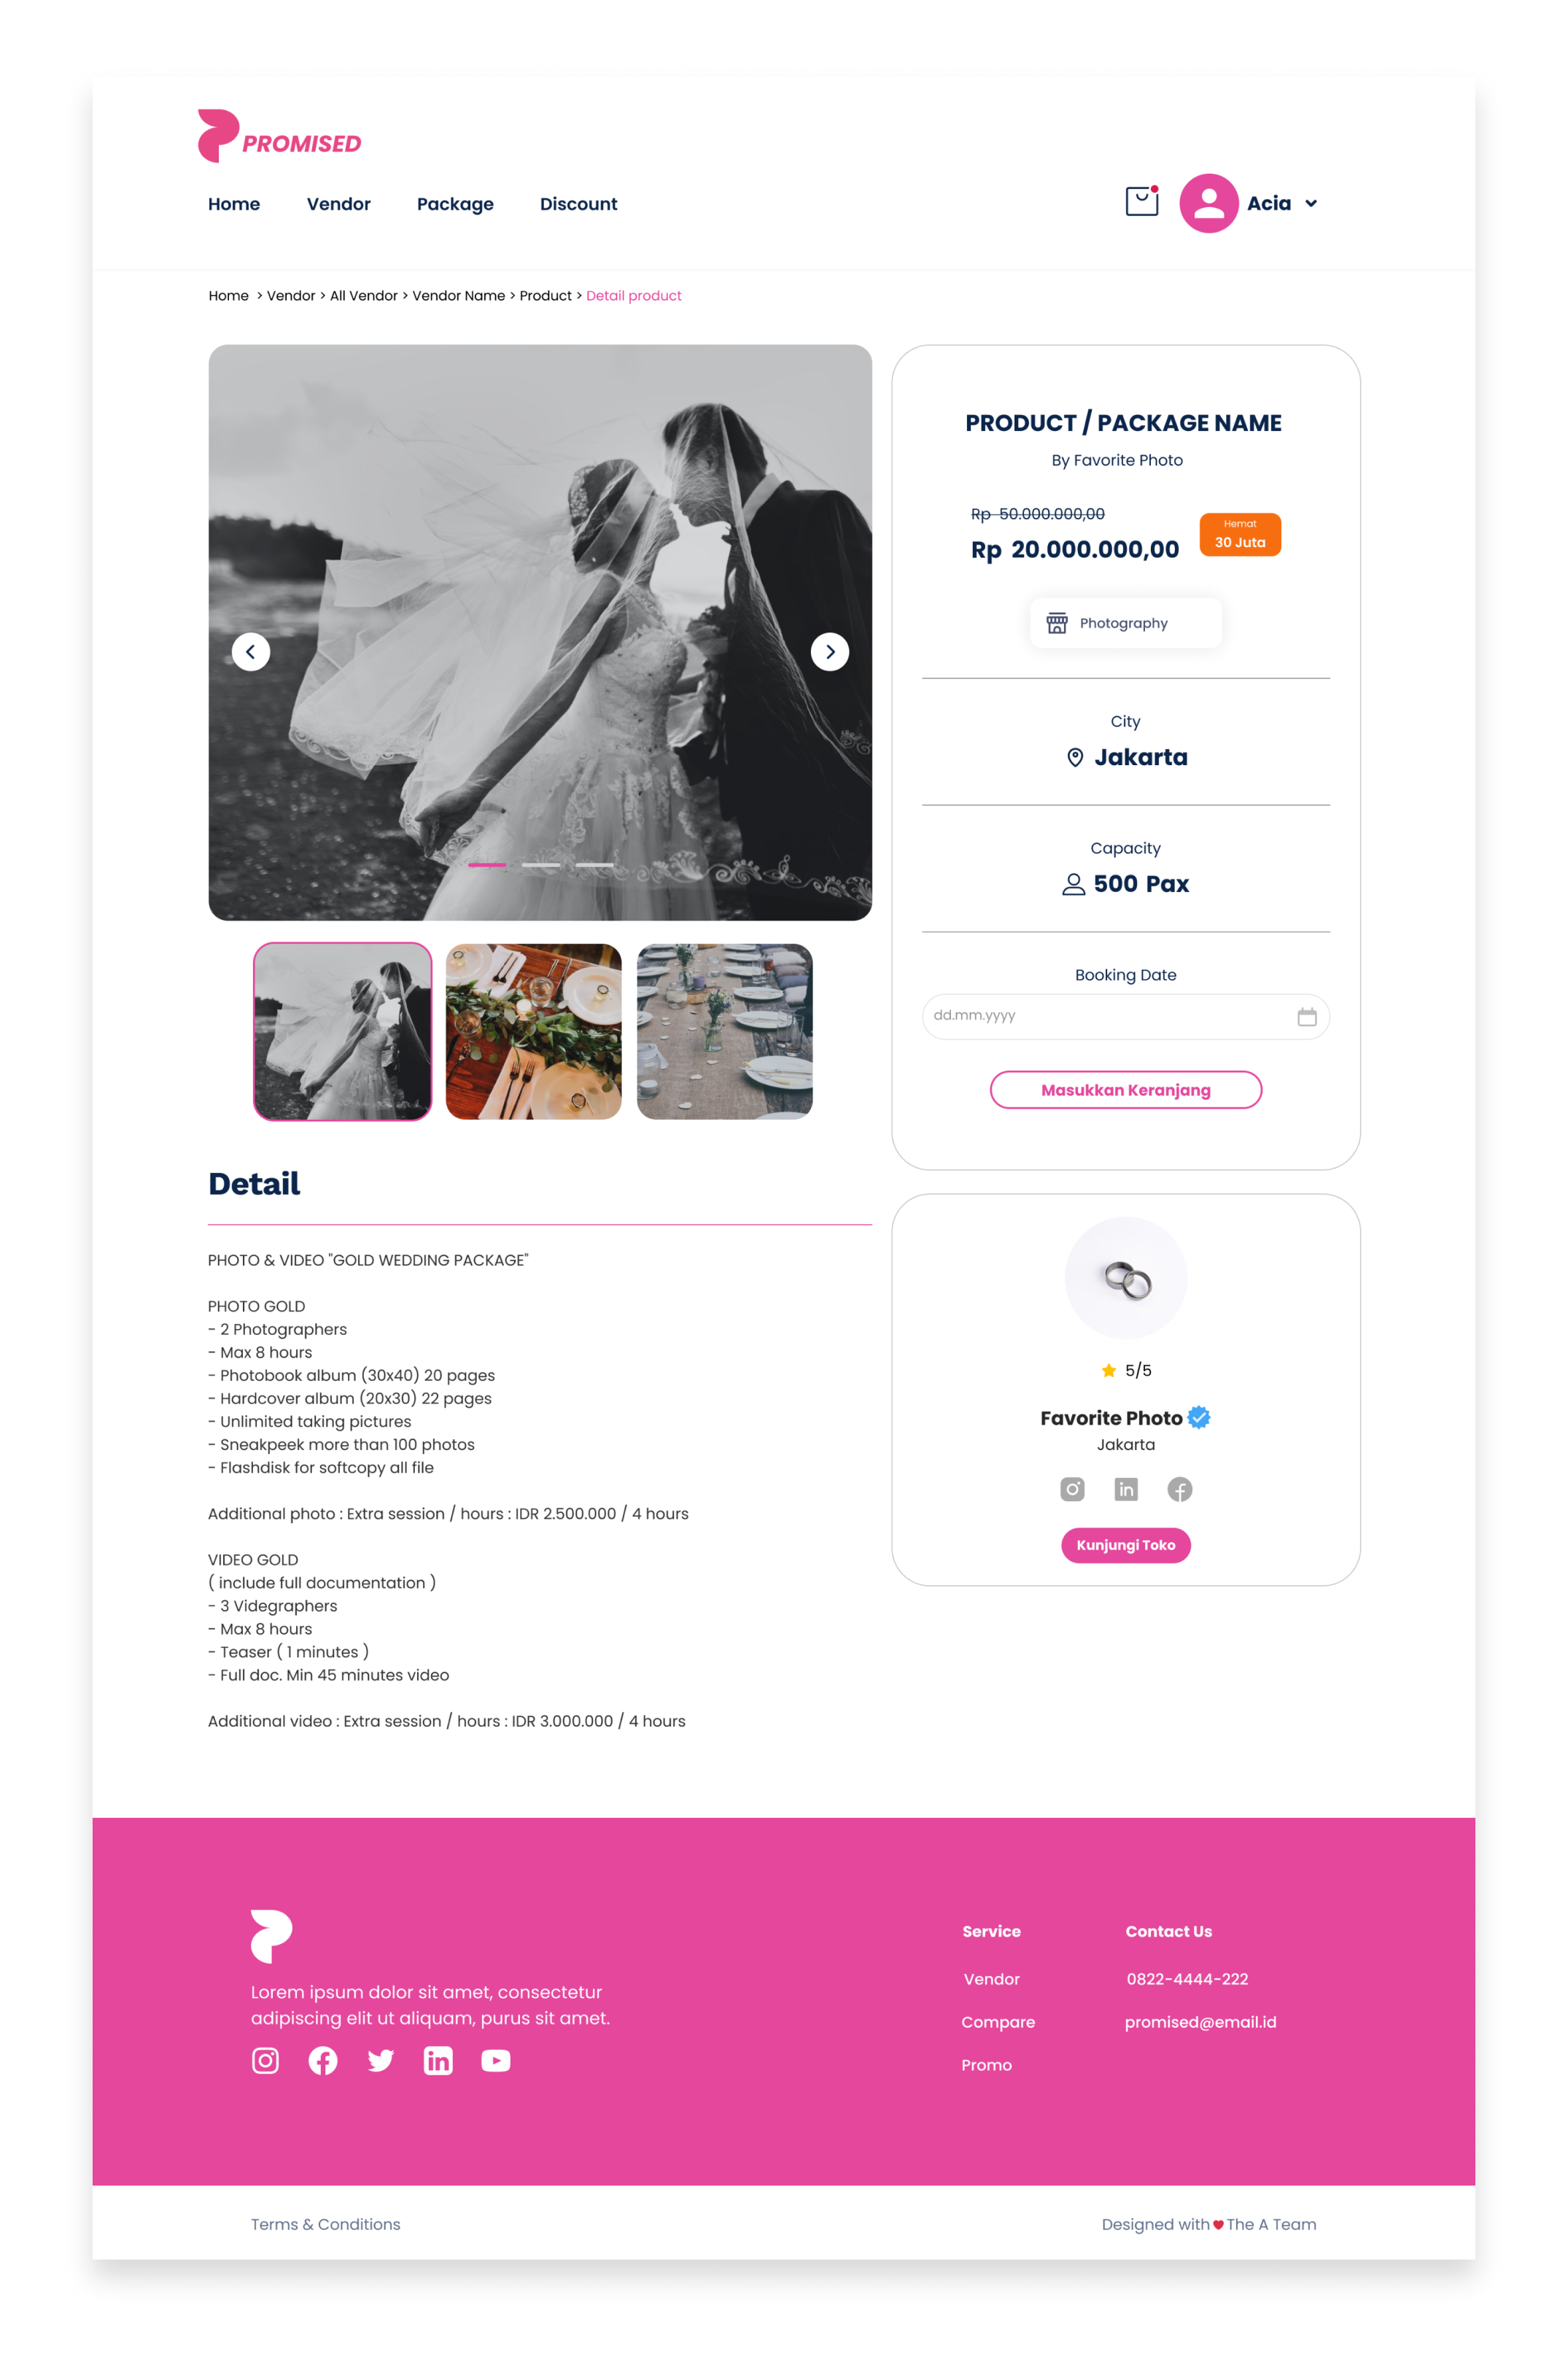 PROMISED
Home Vendor Package Discount
Acia
Home > Vendor > All Vendor > Vendor Name > Product > Detail product
PRODUCT / PACKAGE NAME
By Favorite Photo
Rp 50.000.000,00
Rp 20.000.000,00
Hemat
30 Juta
Photography
City
Jakarta
Capacity
500 Pax
Booking Date
dd.mm.yyyy
Masukkan Keranjang
Detail
PHOTO & VIDEO "GOLD WEDDING PACKAGE"
PHOTO GOLD
- 2 Photographers
- Max 8 hours
- Photobook album (30x40) 20 pages
- Hardcover album (20x30) 22 pages
- Unlimited taking pictures
- Sneakpeek more than 100 photos
- Flashdisk for softcopy all file
Additional photo : Extra session / hours : IDR 2.500.000 / 4 hours
VIDEO GOLD
( include full documentation )
- 3 Videgraphers
- Max 8 hours
- Teaser ( 1 minutes )
- Full doc. Min 45 minutes video
Additional video : Extra session / hours : IDR 3.000.000 / 4 hours
5/5
Favorite Photo
Jakarta
Kunjungi Toko
Lorem ipsum dolor sit amet, consectetur
adipiscing elit ut aliquam, purus sit amet.
Service
Vendor
Compare
Promo
Contact Us
0822-4444-222
promised@email.id
Terms & Conditions
Designed with ❤ The A Team